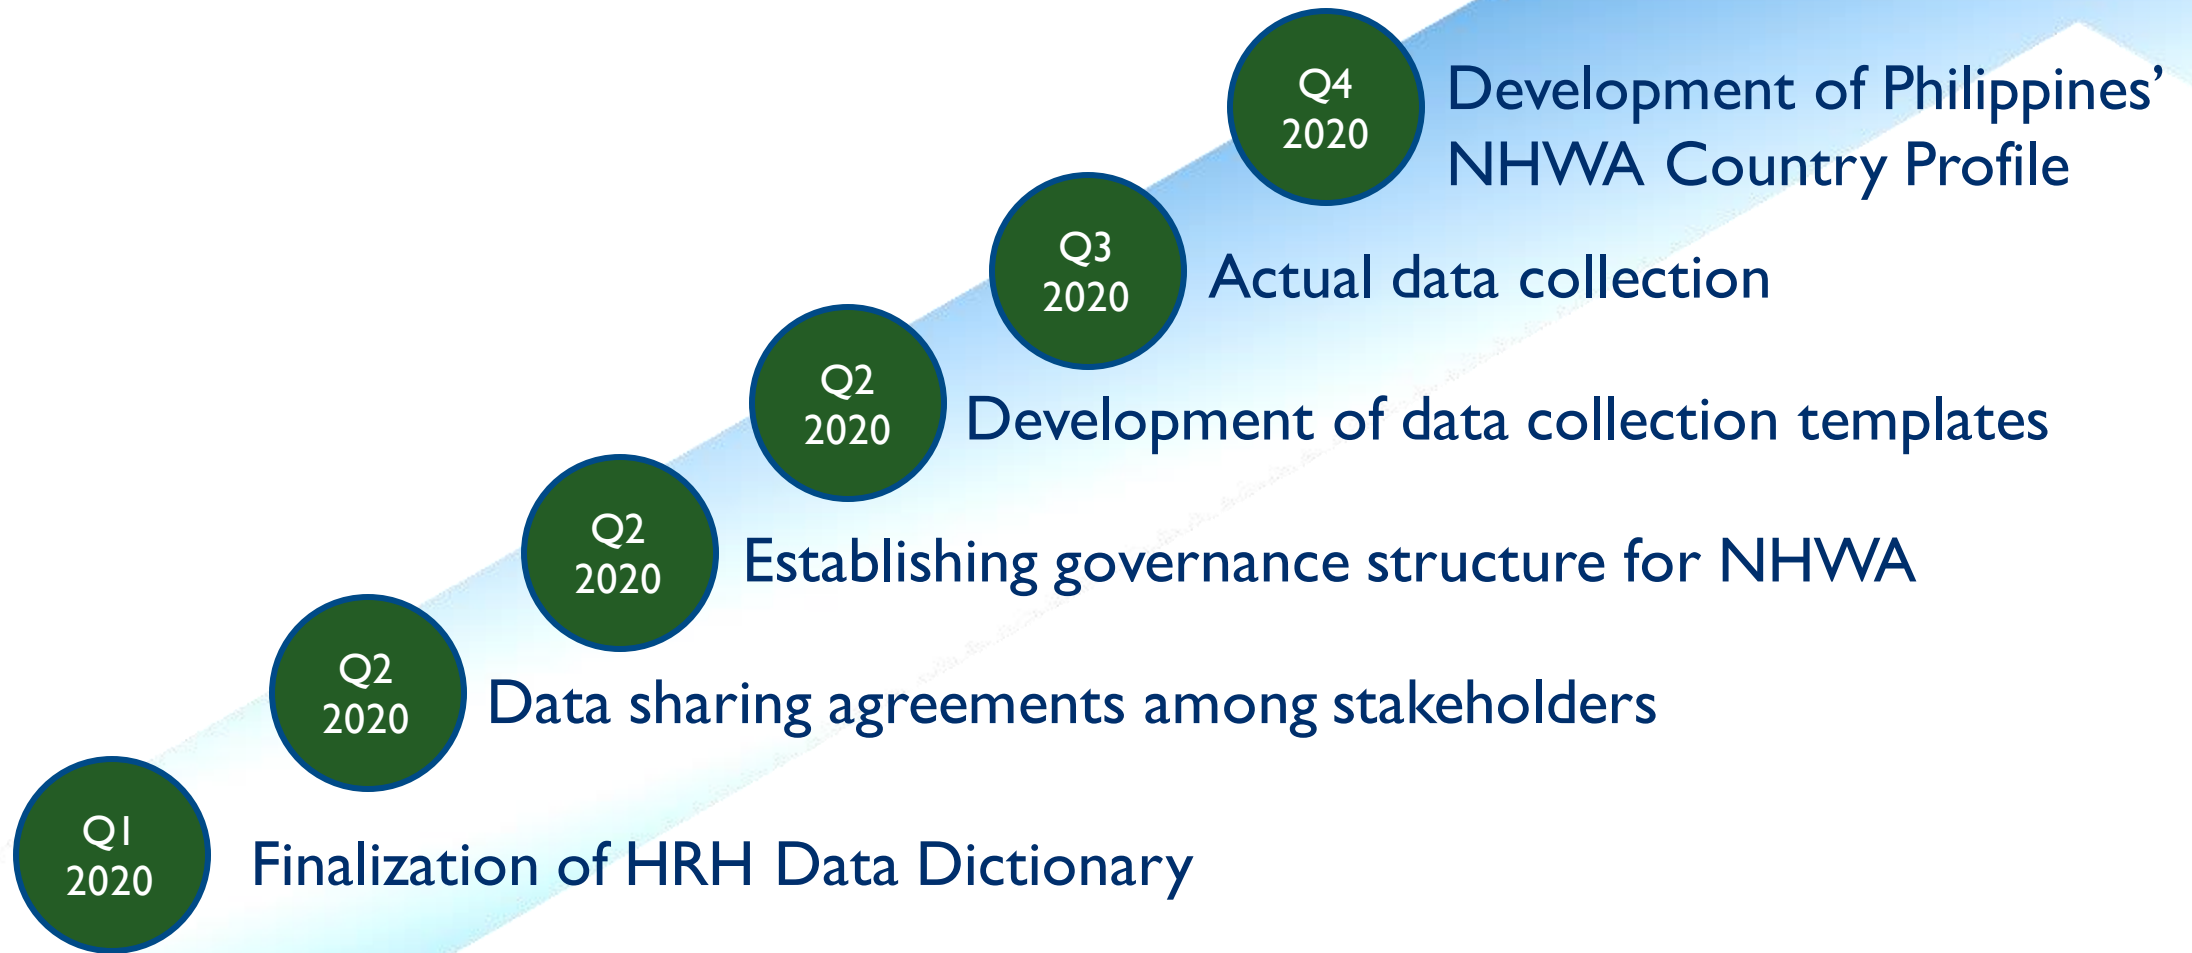 Q4
2020
Development of Philippines’
NHWA Country Profile
Q3
2020
Actual data collection
Q2
2020
Development of data collection templates
Q2
2020
Establishing governance structure for NHWA
Q2
2020
Data sharing agreements among stakeholders
Q1
2020
Finalization of HRH Data Dictionary